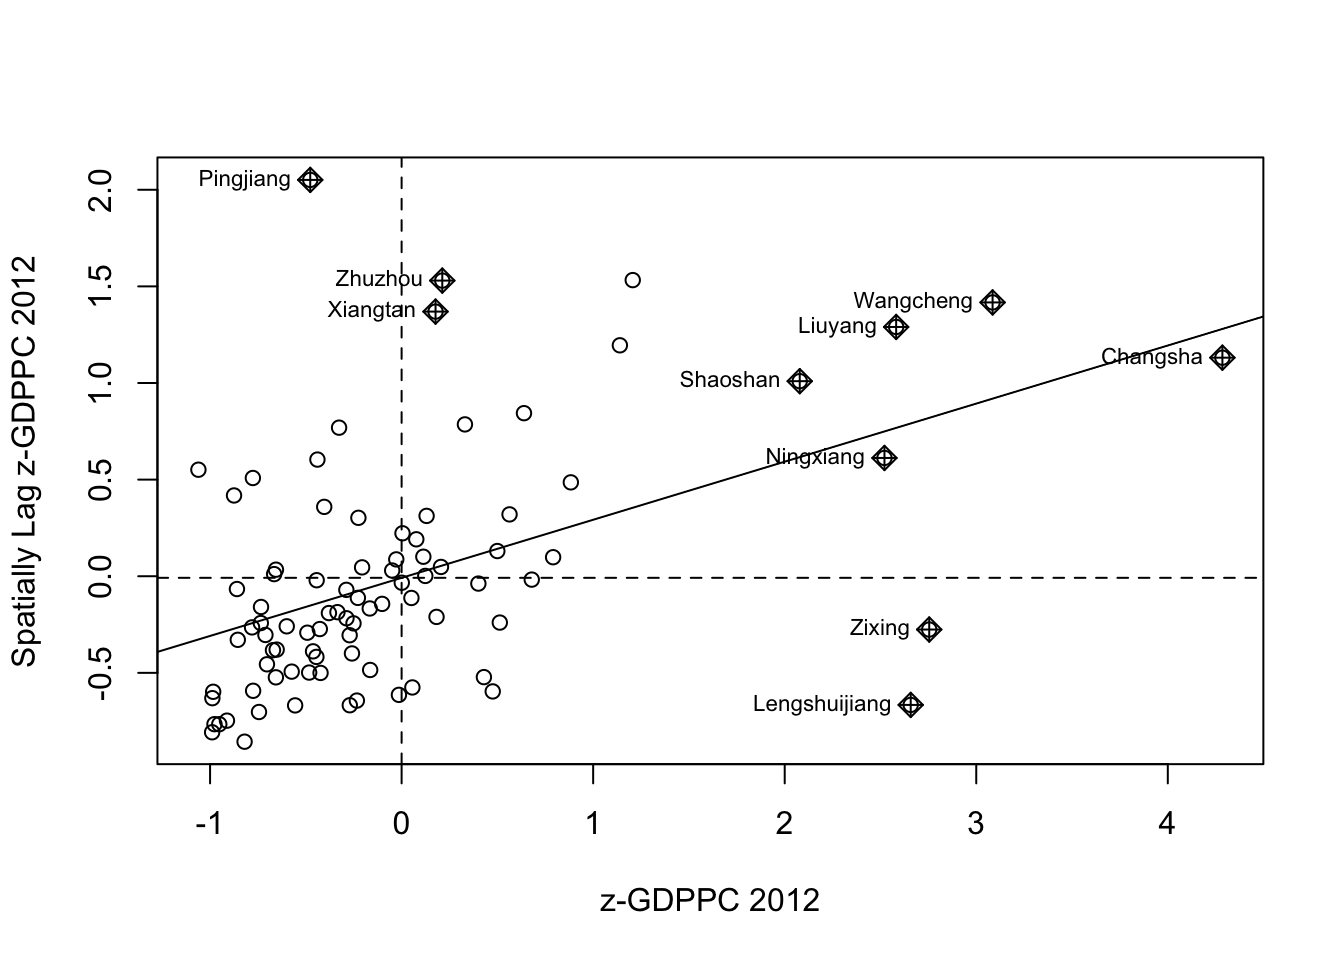 Pingjiang
Zhuzhou
Xiangtan
Wangcheng
Liuyang
Changsha
Shaoshan
Ningxiang
Zixing
Lengshuijiang
2.0
1.5
1.0
0.5
0.0
-0.5
Spatially Lag z-GDPPC 2012
-1 0 1 2 3 4
z-GDPPC 2012